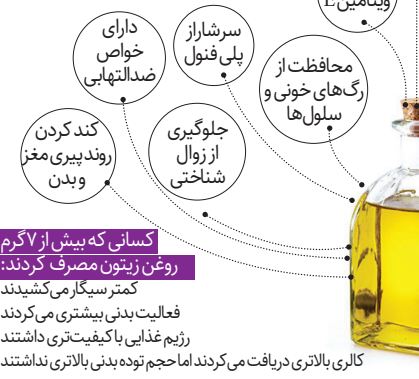 ویتامین E
سرشار از
پلی فنول
دارای
خواص
ضدالتهابی
محافظت از
رگ‌های خونی و
سلول‌ها
جلوگیری
از زوال
شناختی
کند کردن
روند پیری مغز
و بدن
کسانی که بیش از ۷ گرم
روغن زیتون مصرف کردند:
کمتر سیگار می‌کشیدند
فعالیت بدنی بیشتری می‌کردند
رژیم غذایی با کیفیت‌تری داشتند
کالری بالاتری دریافت می‌کردند اما حجم توده بدنی بالاتری نداشتند